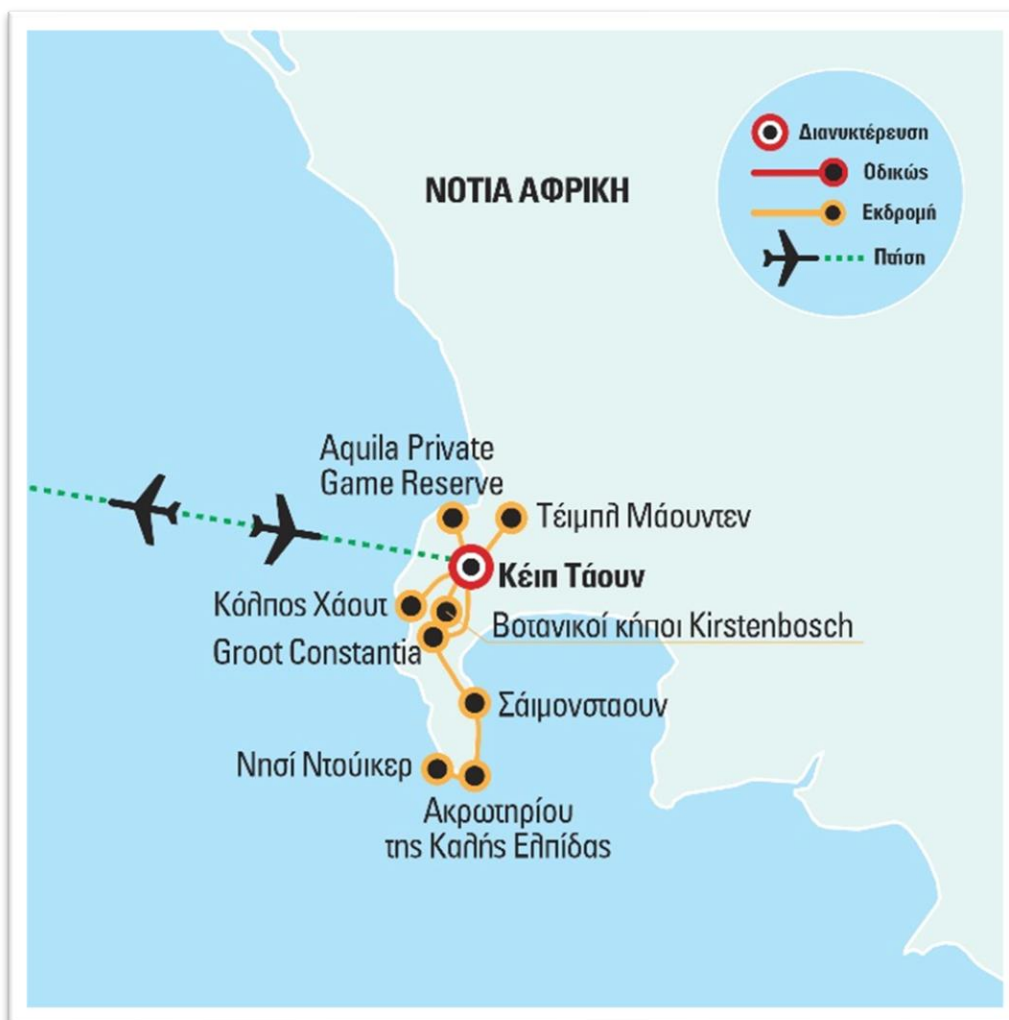 ΝΟΤΙΑ ΑΦΡΙΚΗ
Διανυκτέρευση
Οδικώς
Εκδρομή
Πτήση
Aquila Private
Game Reserve
Τέιμπλ Μάουντεν
Κέιπ Τάουν
Κόλπος Χάουτ
Βοτανικοί κήποι Kirstenbosch
Groot Constantia
Σάιμονσταουν
Νησί Ντούικερ
Ακρωτηρίου
της Καλής Ελπίδας